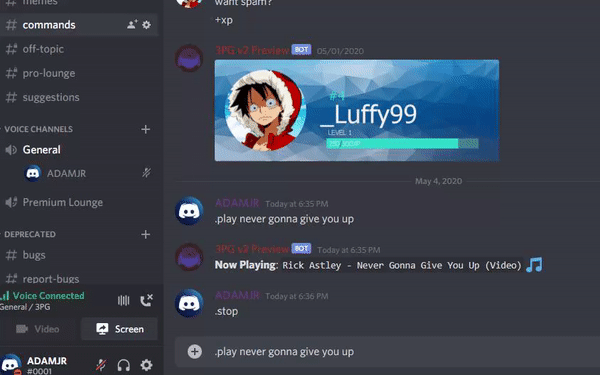 memes
commands
off-topic
pro-lounge
suggestions
VOICE CHANNELS
General
ADAMJR
Premium Lounge
DEPRECATED
bugs
report-bugs
Voice Connected
General / 3PG
Video
Screen
ADAMJR
#0001
want spam?
+xp
3PG v2 Preview BOT 05/01/2020
#4
_Luffy99
LEVEL 1
May 4, 2020
ADAMJR Today at 6:35 PM
.play never gonna give you up
3PG v2 Preview BOT Today at 6:35 PM
Now Playing: Rick Astley - Never Gonna Give You Up (Video)
ADAMJR Today at 6:36 PM
.stop
.play never gonna give you up